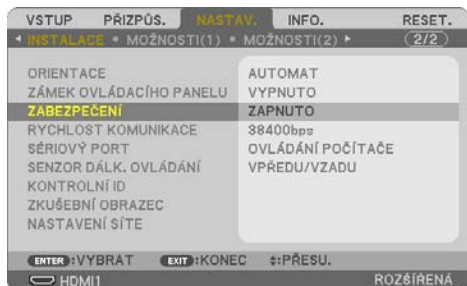 VSTUP PŘIZPŮS. NASTAV. INFO. RESET.
INSTALACE • MOŽNOSTI(1) • MOŽNOSTI(2) 2/2
ORIENTACE AUTOMAT
ZÁMEK OVLÁDACÍHO PANELU VYPNUTO
ZABEZPEČENÍ ZAPNUTO
RYCHLOST KOMUNIKACE 38400bps
SÉRIOVÝ PORT OVLÁDÁNÍ POČÍTAČE
SENZOR DÁLK. OVLÁDÁNÍ VPŘEDU/VZADU
KONTROLNÍ ID
ZKUŠEBNÍ OBRAZEC
NASTAVENÍ SÍTE
ENTER :VYBRAT EXIT :KONEC :PŘESU.
HDMI1 ROZŠÍŘENÁ